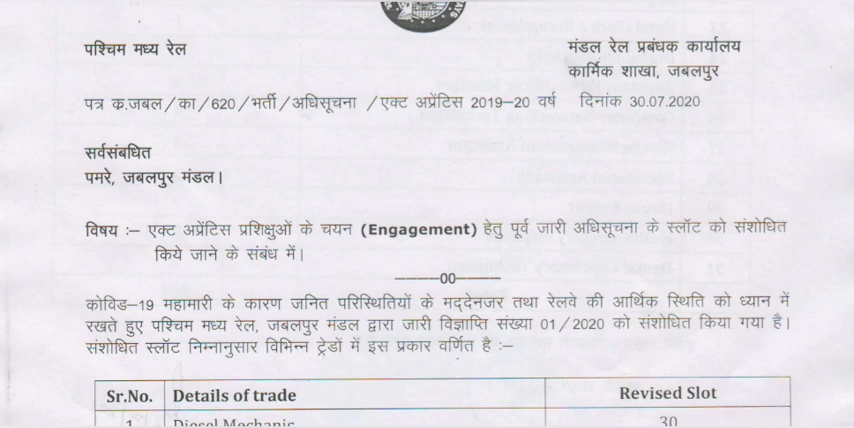 पश्चिम मध्य रेल
मंडल रेल प्रबंधक कार्यालय
कार्मिक शाखा, जबलपुर
पत्र क्र.जबल/का/620/भर्ती/अधिसूचना /एक्ट अप्रेंटिस 2019–20 वर्ष दिनांक 30.07.2020
सर्वसंबधित
पमरे, जबलपुर मंडल।
विषय :– एक्ट अप्रेंटिस प्रशिक्षुओं के चयन (Engagement) हेतु पूर्व जारी अधिसूचना के स्लॉट को संशोधित
किये जाने के संबंध में।
———00———
कोविड–19 महामारी के कारण जनित परिस्थितियों के मद्देनजर तथा रेलवे की आर्थिक स्थिति को ध्यान में
रखते हुए पश्चिम मध्य रेल, जबलपुर मंडल द्वारा जारी विज्ञाप्ति संख्या 01/2020 को संशोधित किया गया है।
संशोधित स्लॉट निम्नानुसार विभिन्न ट्रेडों में इस प्रकार वर्णित है :–
Sr.No. Details of trade Revised Slot
1 Diesel Mechanic 30